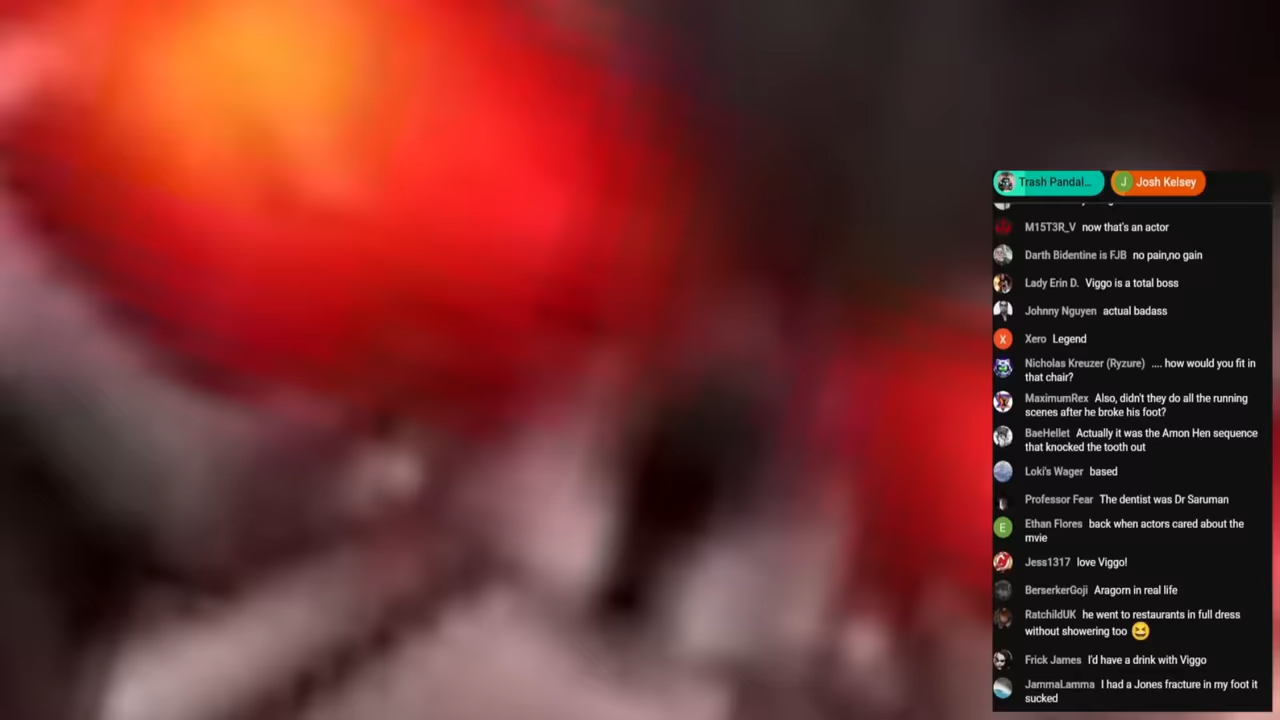 Trash Pandal...
Josh Kelsey
M15T3R_V now that's an actor
Darth Bidentine is FJB no pain,no gain
Lady Erin D. Viggo is a total boss
Johnny Nguyen actual badass
X
Xero Legend
Nicholas Kreuzer (Ryzure) .... how would you fit in
that chair?
MaximumRex Also, didn't they do all the running
scenes after he broke his foot?
BaeHellet Actually it was the Amon Hen sequence
that knocked the tooth out
Loki's Wager based
Professor Fear The dentist was Dr Saruman
E
Ethan Flores back when actors cared about the
mvie
Jess1317 love Viggo!
BerserkerGoji Aragorn in real life
RatchildUK he went to restaurants in full dress
without showering too 😆
Frick James I'd have a drink with Viggo
JammaLamma I had a Jones fracture in my foot it
sucked